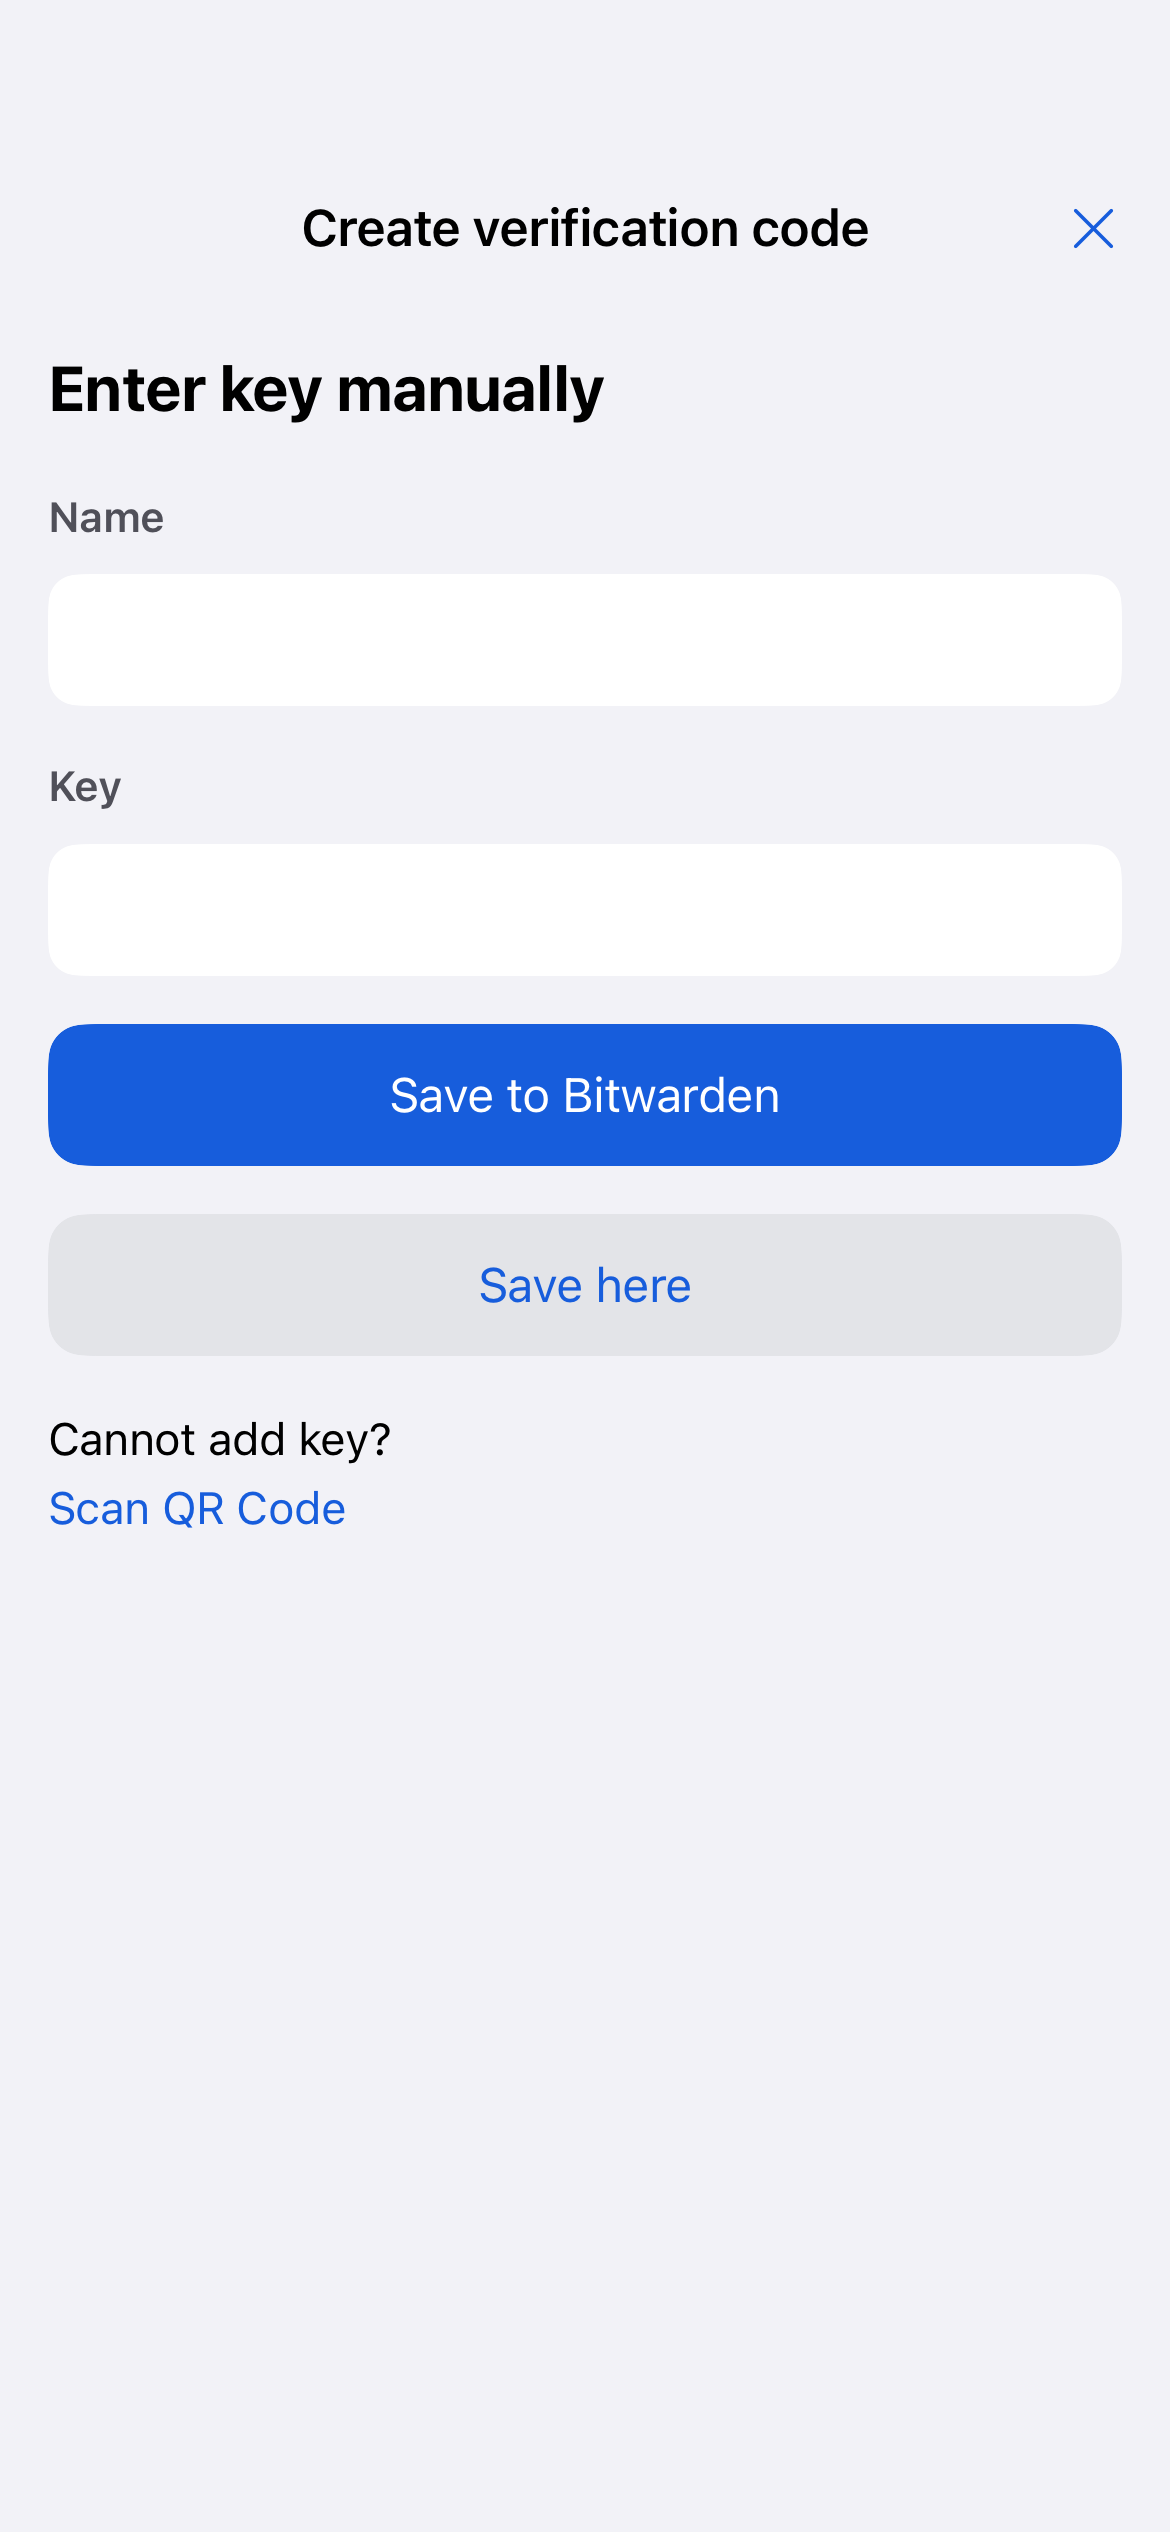 Create verification code
Enter key manually
Name
Key
Save to Bitwarden
Save here
Cannot add key?
Scan QR Code